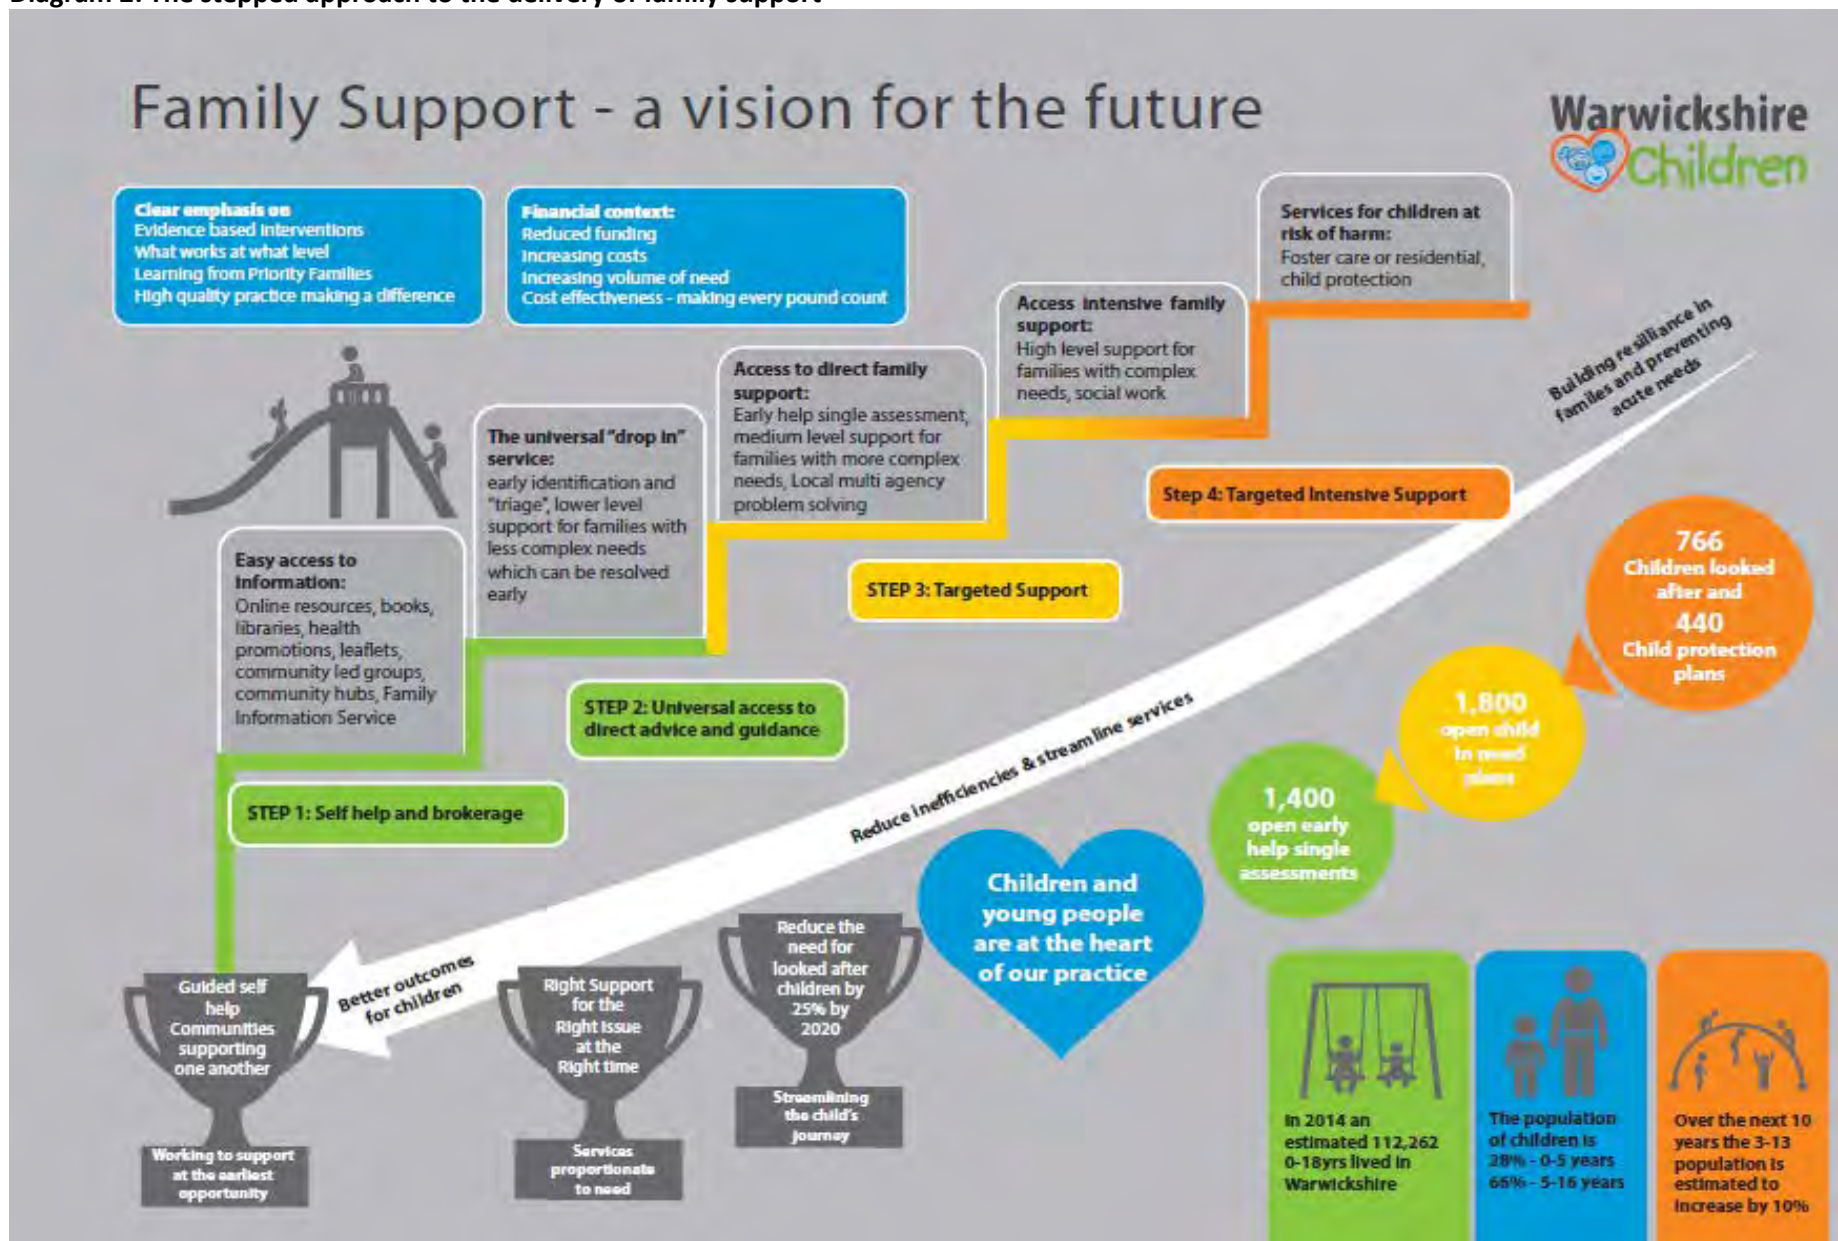 Diagram 2: The stepped approach to the delivery of family support
Family Support - a vision for the future
Warwickshire
Children
Clear emphasis on
Evidence based interventions
What works at what level
Learning from Priority Families
High quality practice making a difference
Financial context:
Reduced funding
Increasing costs
Increasing volume of need
Cost effectiveness - making every pound count
Services for children at
risk of harm:
Foster care or residential,
child protection
Access intensive family
support:
High level support for
families with complex
needs, social work
Access to direct family
support:
Early help single assessment,
medium level support for
families with more complex
needs, Local multi agency
problem solving
The universal "drop in"
service:
early identification and
"triage", lower level
support for families with
less complex needs
which can be resolved
early
Easy access to
Information:
Online resources, books,
libraries, health
promotions, leaflets,
community led groups,
community hubs, Family
Information Service
STEP 1: Self help and brokerage
STEP 2: Universal access to
direct advice and guidance
STEP 3: Targeted Support
Step 4: Targeted Intensive Support
Building resilliance in
familes and preventing
acute needs
Reduce inefficiencies & streamline services
Better outcomes
for children
766
Children looked
after and
440
Child protection
plans
1,800
open child
in need
plans
1,400
open early
help single
assessments
Children and
young people
are at the heart
of our practice
Guided self
help
Communities
supporting
one another
Working to support
at the earliest
opportunity
Right Support
for the
Right Issue
at the
Right time
Services
proportionate
to need
Reduce the
need for
looked after
children by
25% by
2020
Streamlining
the child's
journey
In 2014 an
estimated 112,262
0-18yrs lived in
Warwickshire
The population
of children is
28% - 0-5 years
66% - 5-16 years
Over the next 10
years the 3-13
population is
estimated to
increase by 10%